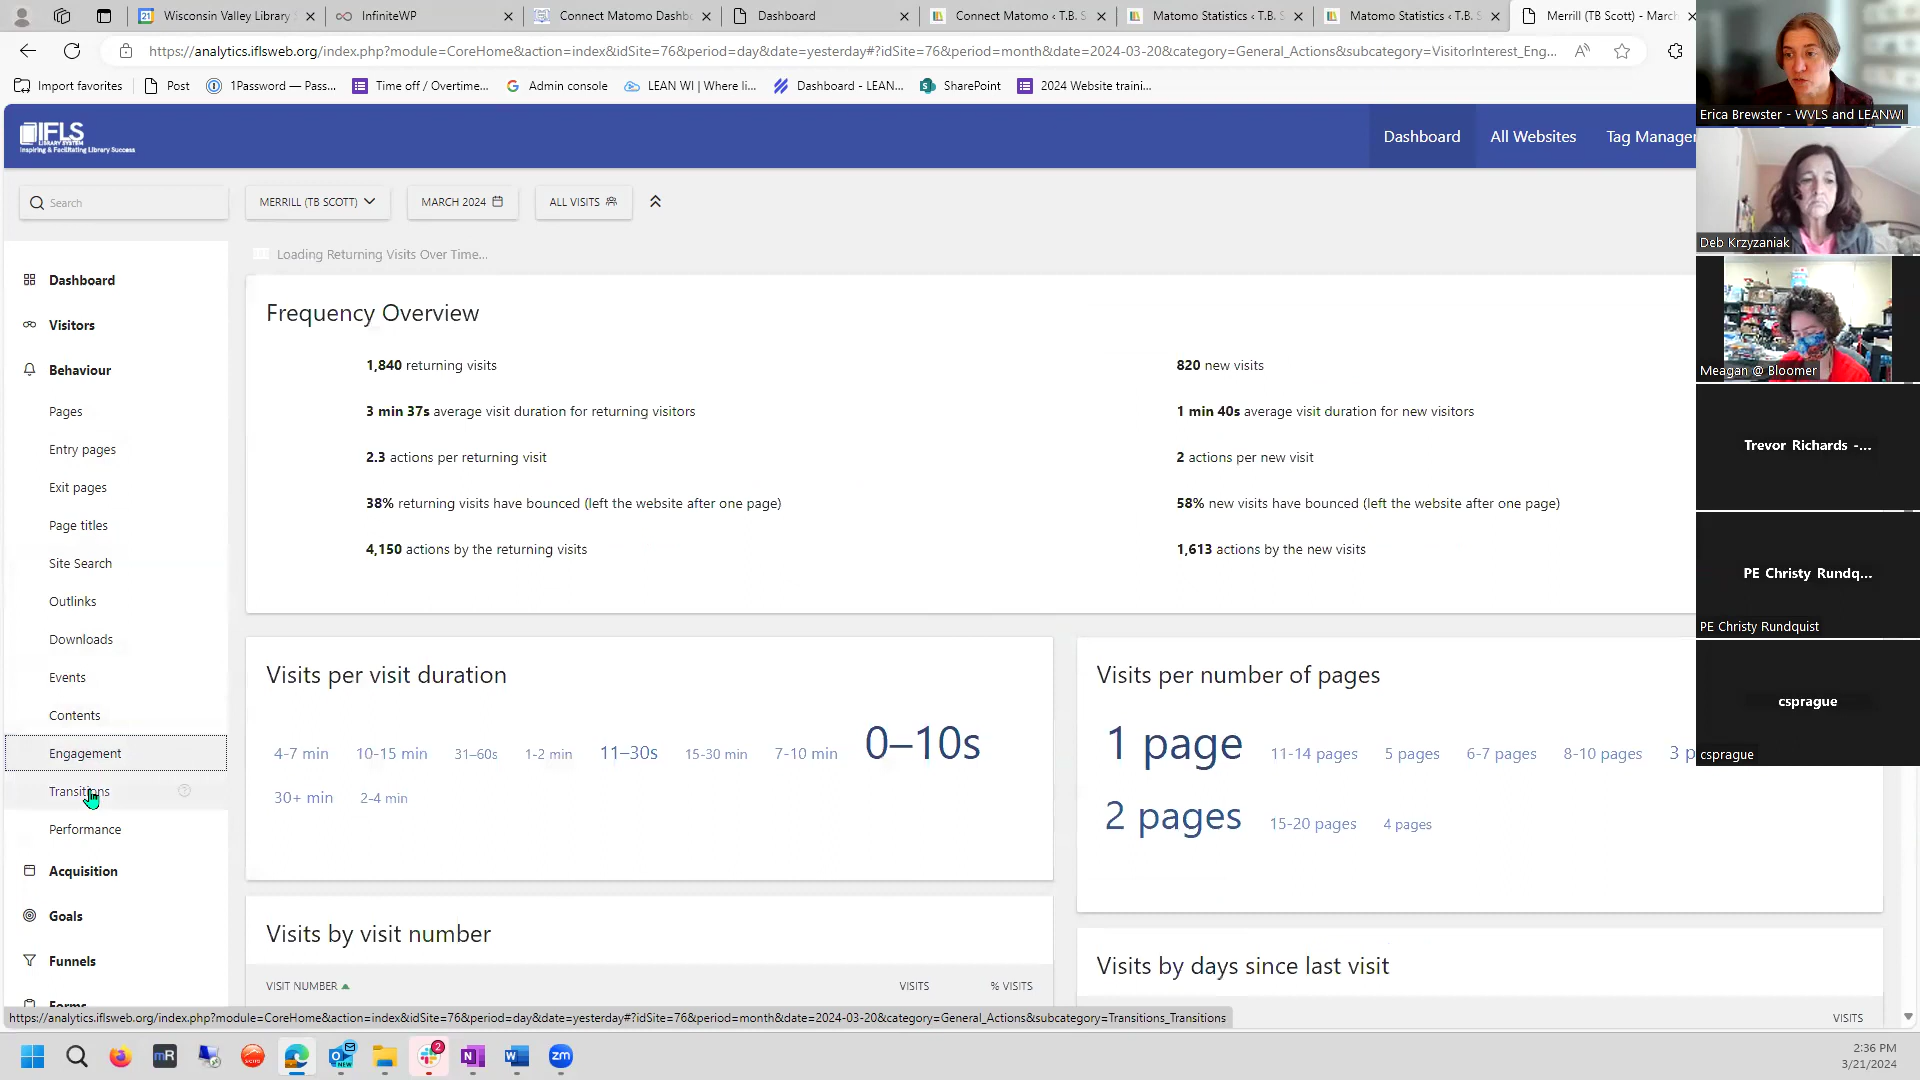 Wisconsin Valley Library
InfiniteWP
Connect Matomo Dashb
Dashboard
Connect Matomo ‹ T.B. S
Matomo Statistics ‹ T.B. S
Matomo Statistics ‹ T.B. S
Merrill (TB Scott) - March
https://analytics.iflsweb.org/index.php?module=CoreHome&action=index&idSite=76&period=day&date=yesterday#?idSite=76&period=month&date=2024-03-20&category=General_Actions&subcategory=VisitorInterest_Eng...
Import favorites
Post
1Password — Pass...
Time off / Overtime...
Admin console
LEAN WI | Where li...
Dashboard - LEAN...
SharePoint
2024 Website traini...
IFLS
LIBRARY SYSTEM
Inspiring & Facilitating Library Success
Dashboard
All Websites
Tag Manager
Search
MERRILL (TB SCOTT)
MARCH 2024
ALL VISITS
Loading Returning Visits Over Time...
Dashboard
Visitors
Behaviour
Pages
Entry pages
Exit pages
Page titles
Site Search
Outlinks
Downloads
Events
Contents
Engagement
Transitions
Performance
Acquisition
Goals
Funnels
Forms
Frequency Overview
1,840 returning visits
820 new visits
3 min 37s average visit duration for returning visitors
1 min 40s average visit duration for new visitors
2.3 actions per returning visit
2 actions per new visit
38% returning visits have bounced (left the website after one page)
58% new visits have bounced (left the website after one page)
4,150 actions by the returning visits
1,613 actions by the new visits
Visits per visit duration
4-7 min 10-15 min 31–60s 1-2 min 11–30s 15-30 min 7-10 min 0–10s
30+ min 2-4 min
Visits per number of pages
1 page 11-14 pages 5 pages 6-7 pages 8-10 pages 3 p
2 pages 15-20 pages 4 pages
Visits by visit number
VISIT NUMBER VISITS % VISITS
Visits by days since last visit
VISITS
https://analytics.iflsweb.org/index.php?module=CoreHome&action=index&idSite=76&period=day&date=yesterday#?idSite=76&period=month&date=2024-03-20&category=General_Actions&subcategory=Transitions_Transitions
Erica Brewster - WVLS and LEANWI
Deb Krzyzaniak
Meagan @ Bloomer
Trevor Richards -...
PE Christy Rundq...
PE Christy Rundquist
csprague
csprague
mR
NEW
2
zm
2:36 PM
3/21/2024